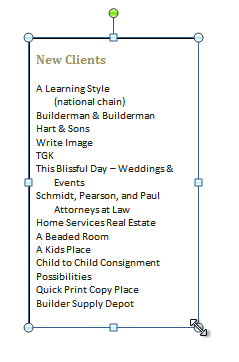 New Clients
A Learning Style
(national chain)
Builderman & Builderman
Hart & Sons
Write Image
TGK
This Blissful Day – Weddings &
Events
Schmidt, Pearson, and Paul
Attorneys at Law
Home Services Real Estate
A Beaded Room
A Kids Place
Child to Child Consignment
Possibilities
Quick Print Copy Place
Builder Supply Depot